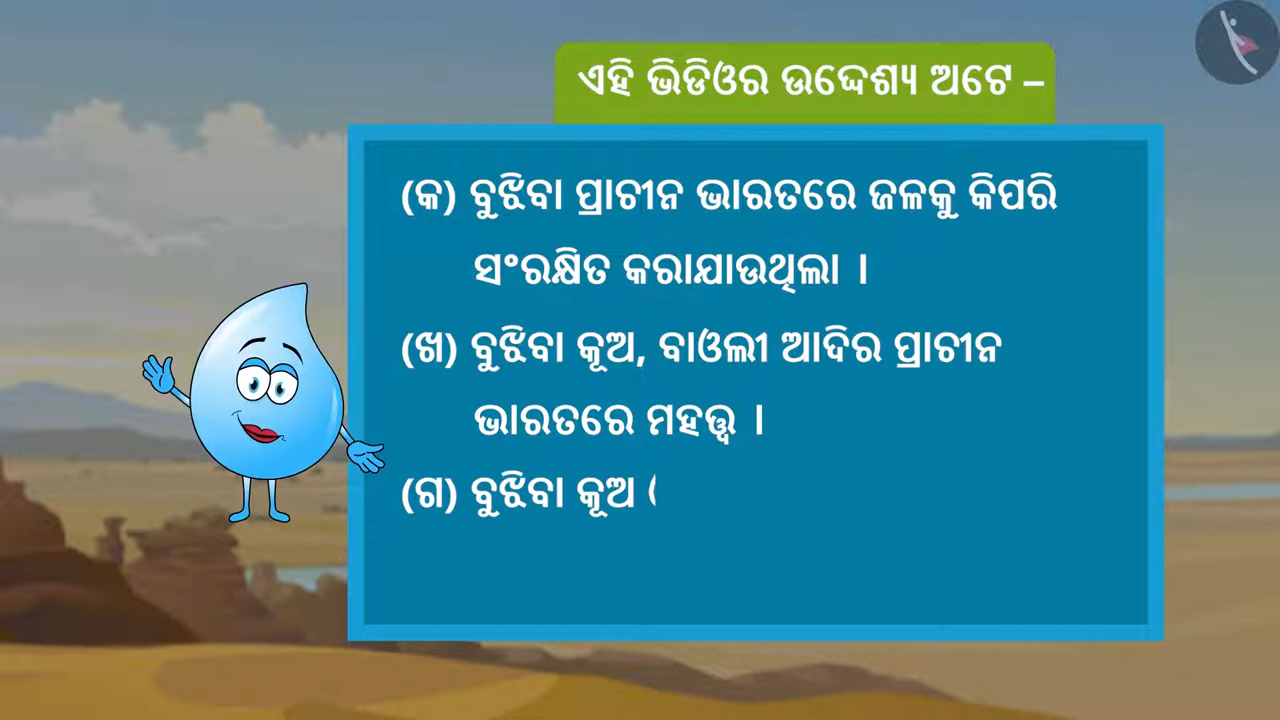 ଏହି ଭିଡିଓର ଉଦ୍ଦେଶ୍ୟ ଅଟେ –
(କ) ବୁଝିବା ପ୍ରାଚୀନ ଭାରତରେ ଜଳକୁ କିପରି
ସଂରକ୍ଷିତ କରାଯାଉଥିଲା ।
(ଖ) ବୁଝିବା କୂଅ, ବାଓଲୀ ଆଦିର ପ୍ରାଚୀନ
ଭାରତରେ ମହତ୍ତ୍ୱ ।
(ଗ) ବୁଝିବା କୂଅ